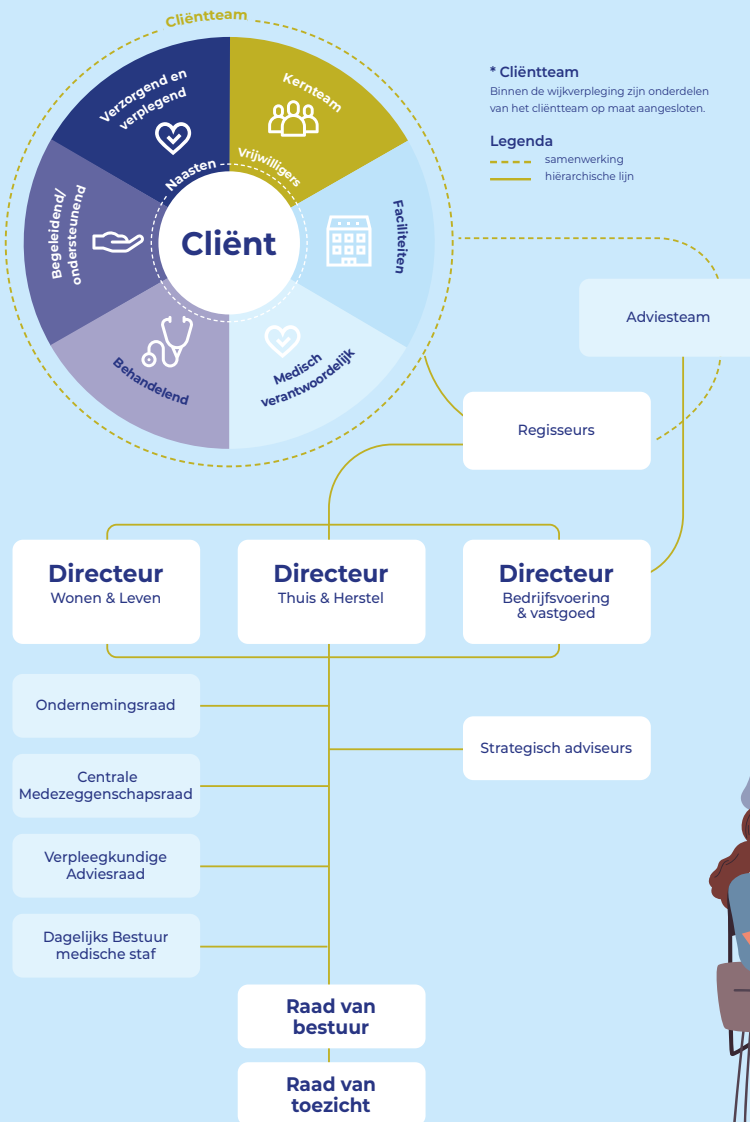 Cliëntteam
Verzorgend en
verplegend
Kernteam
Naasten
Vrijwilligers
Begeleidend/
ondersteunend
Cliënt
Faciliteiten
Behandelend
Medisch
verantwoordelijk
* Cliëntteam
Binnen de wijkverpleging zijn onderdelen
van het cliëntteam op maat aangesloten.
Legenda
samenwerking
hiërarchische lijn
Adviesteam
Regisseurs
Directeur
Wonen & Leven
Directeur
Thuis & Herstel
Directeur
Bedrijfsvoering
& vastgoed
Ondernemingsraad
Strategisch adviseurs
Centrale
Medezeggenschapsraad
Verpleegkundige
Adviesraad
Dagelijks Bestuur
medische staf
Raad van
bestuur
Raad van
toezicht